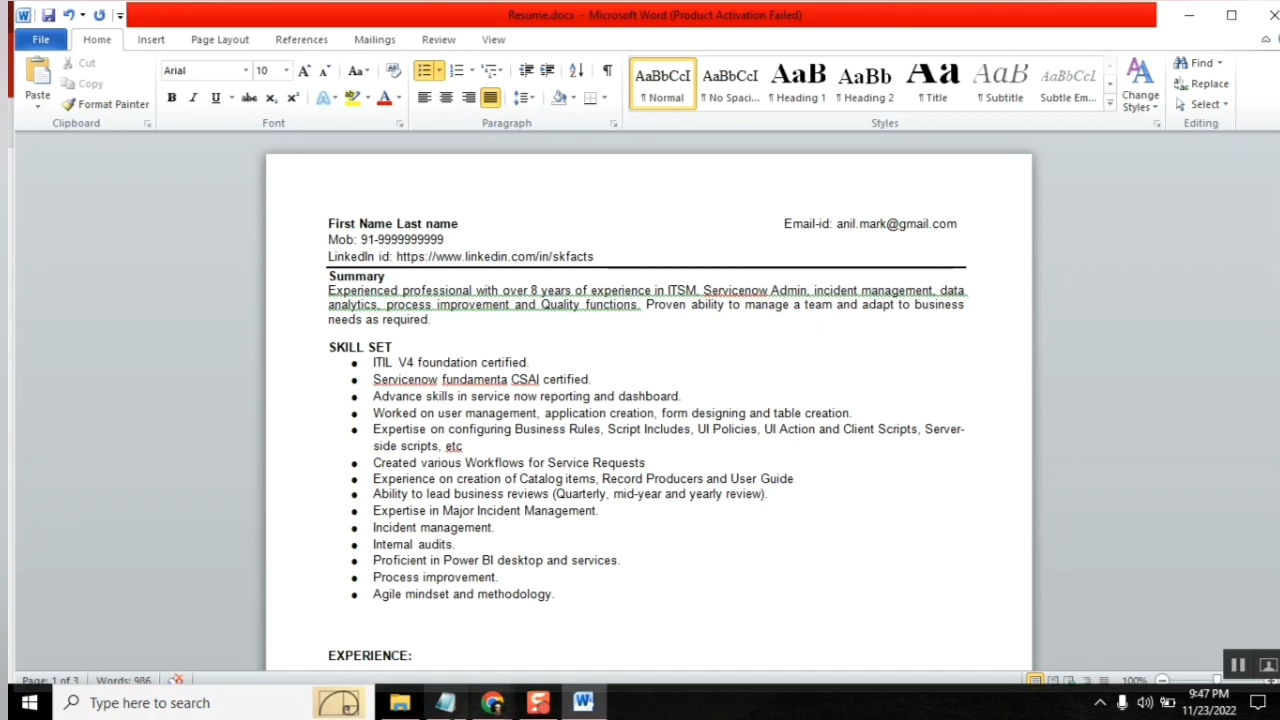 Resume.docx - Microsoft Word (Product Activation Failed)
File Home Insert Page Layout References Mailings Review View
Paste
Cut
Copy
Format Painter
Clipboard
Arial 10
Font
Paragraph
AaBbCcI AaBbCcI AaB AaBb Aa AaB AaBbCcI
¶ Normal ¶ No Spaci... ¶ Heading 1 ¶ Heading 2 ¶ Title ¶ Subtitle Subtle Em...
Change Styles
Styles
Find
Replace
Select
Editing
First Name Last name Email-id: anil.mark@gmail.com
Mob: 91-9999999999
LinkedIn id: https://www.linkedin.com/in/skfacts
Summary
Experienced professional with over 8 years of experience in ITSM, Servicenow Admin, incident management, data
analytics, process improvement and Quality functions. Proven ability to manage a team and adapt to business
needs as required.
SKILL SET
● ITIL V4 foundation certified.
● Servicenow fundamenta CSAI certified.
● Advance skills in service now reporting and dashboard.
● Worked on user management, application creation, form designing and table creation.
● Expertise on configuring Business Rules, Script Includes, UI Policies, UI Action and Client Scripts, Server-
side scripts, etc
● Created various Workflows for Service Requests
● Experience on creation of Catalog items, Record Producers and User Guide
● Ability to lead business reviews (Quarterly, mid-year and yearly review).
● Expertise in Major Incident Management.
● Incident management.
● Internal audits.
● Proficient in Power BI desktop and services.
● Process improvement.
● Agile mindset and methodology.
EXPERIENCE:
Page: 1 of 3 Words: 986 100%
Type here to search
9:47 PM
11/23/2022